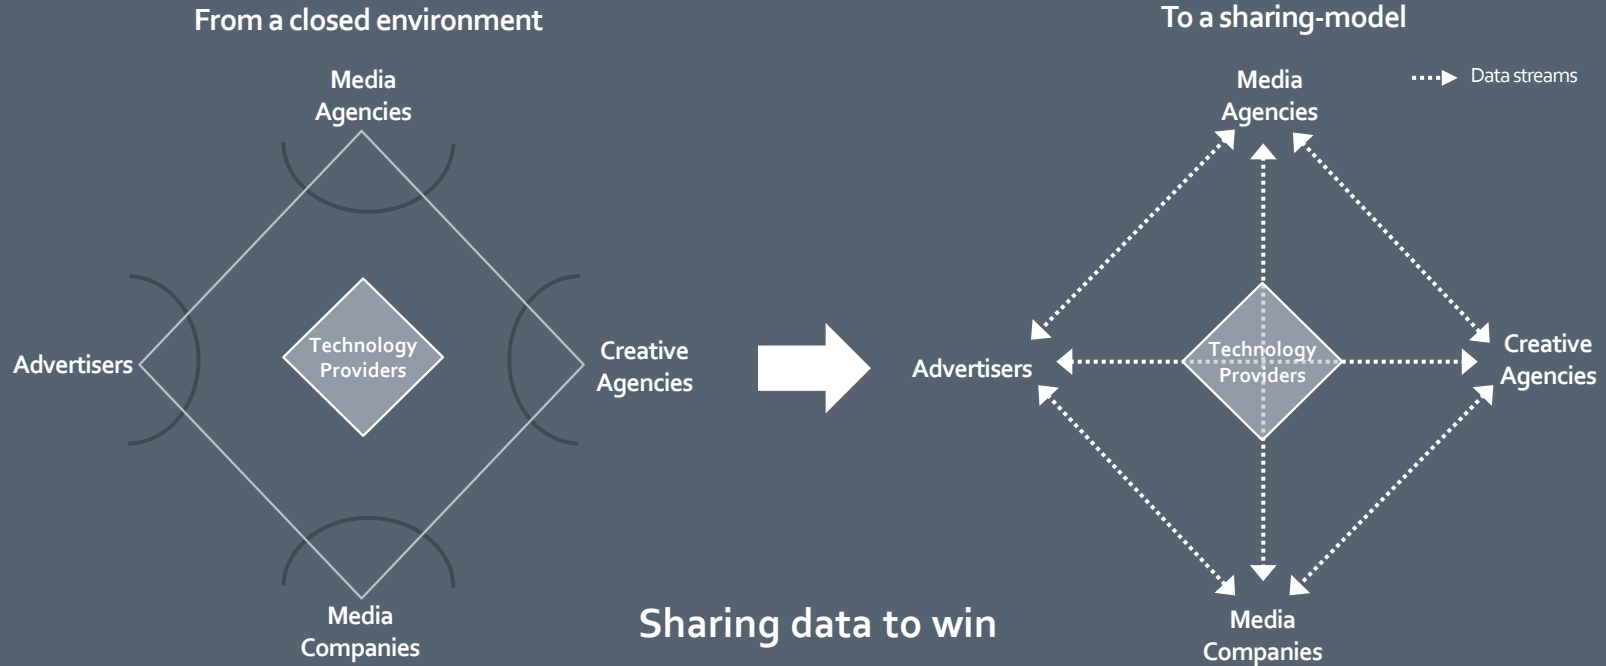 From a closed environment
To a sharing-model
Media
Agencies
Advertisers
Technology
Providers
Creative
Agencies
Media
Companies
Media
Agencies
Data streams
Advertisers
Technology
Providers
Creative
Agencies
Media
Companies
Sharing data to win